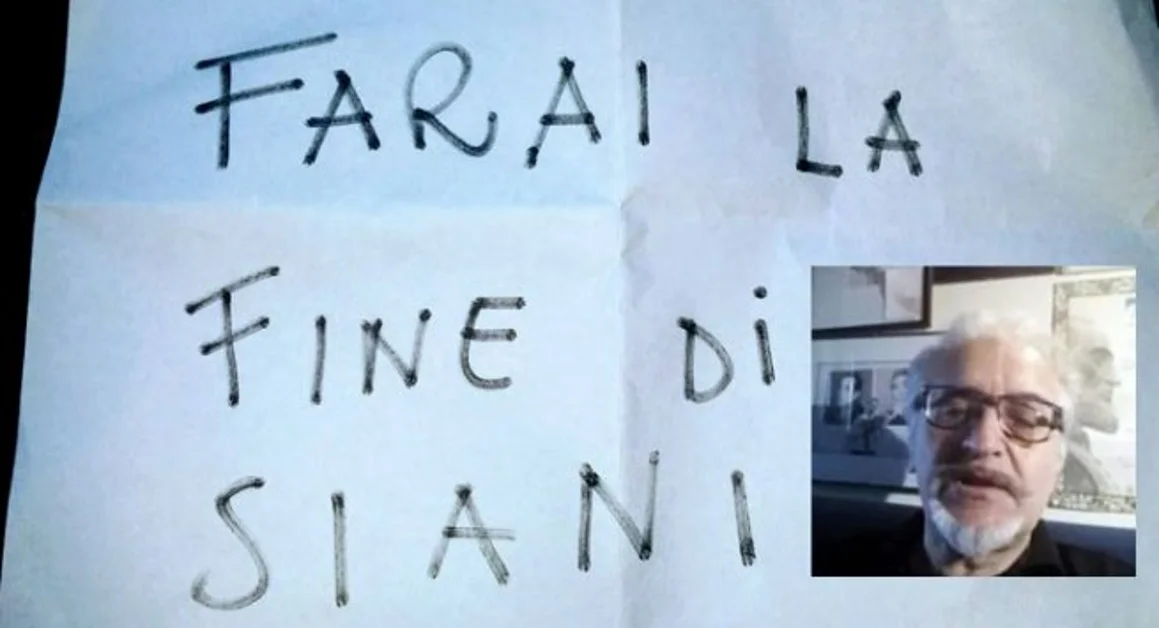 FARAI LA
FINE Di
SIANI